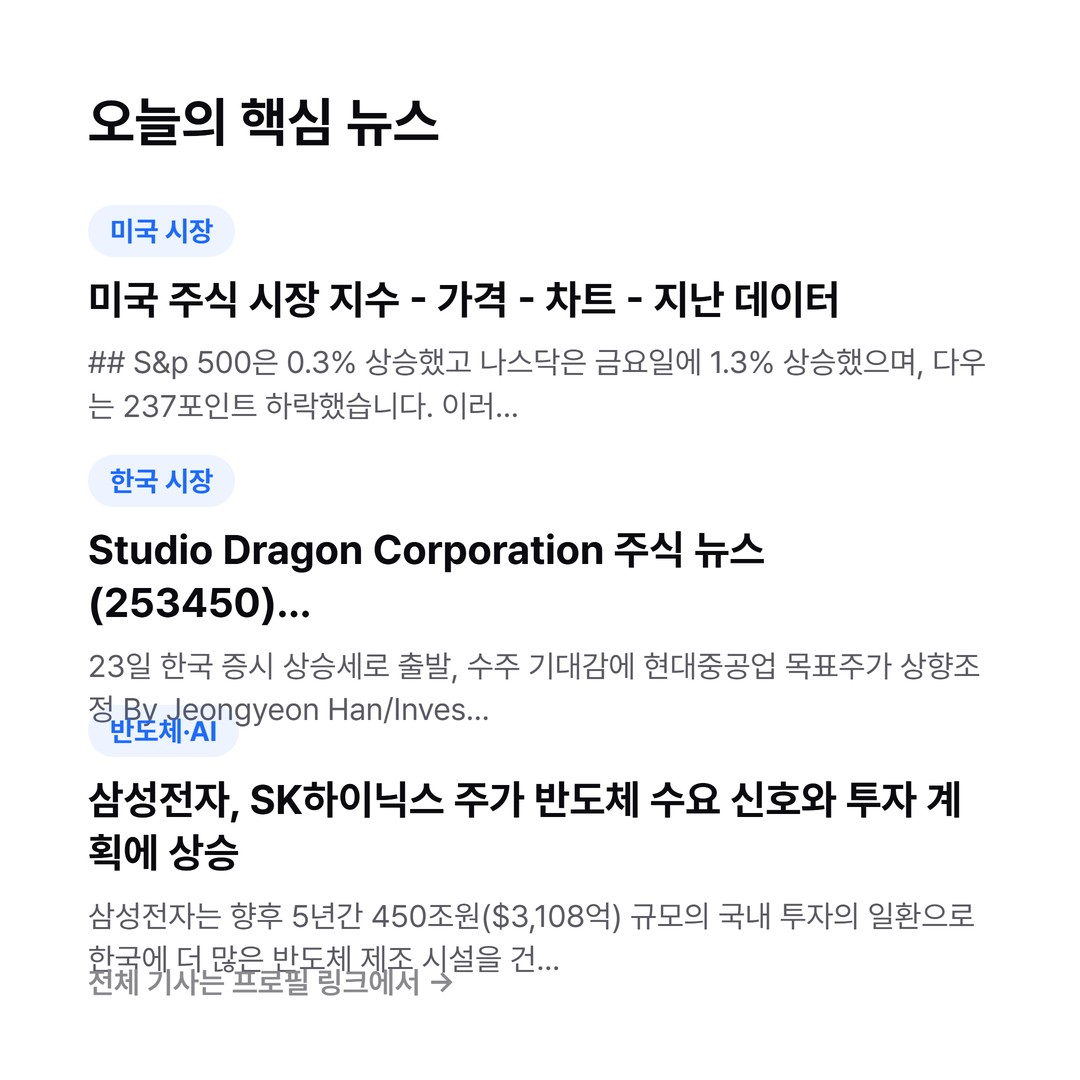 오늘의 핵심 뉴스
미국 시장
미국 주식 시장 지수 - 가격 - 차트 - 지난 데이터
## S&p 500은 0.3% 상승했고 나스닥은 금요일에 1.3% 상승했으며, 다우
는 237포인트 하락했습니다. 이러...
한국 시장
Studio Dragon Corporation 주식 뉴스
(253450)...
23일 한국 증시 상승세로 출발, 수주 기대감에 현대중공업 목표주가 상향조
정 By Jeongyeon Han/Inves...
반도체·AI
삼성전자, SK하이닉스 주가 반도체 수요 신호와 투자 계
획에 상승
삼성전자는 향후 5년간 450조원($3,108억) 규모의 국내 투자의 일환으로
한국에 더 많은 반도체 제조 시설을 건...
전체 기사는 프로필 링크에서 →